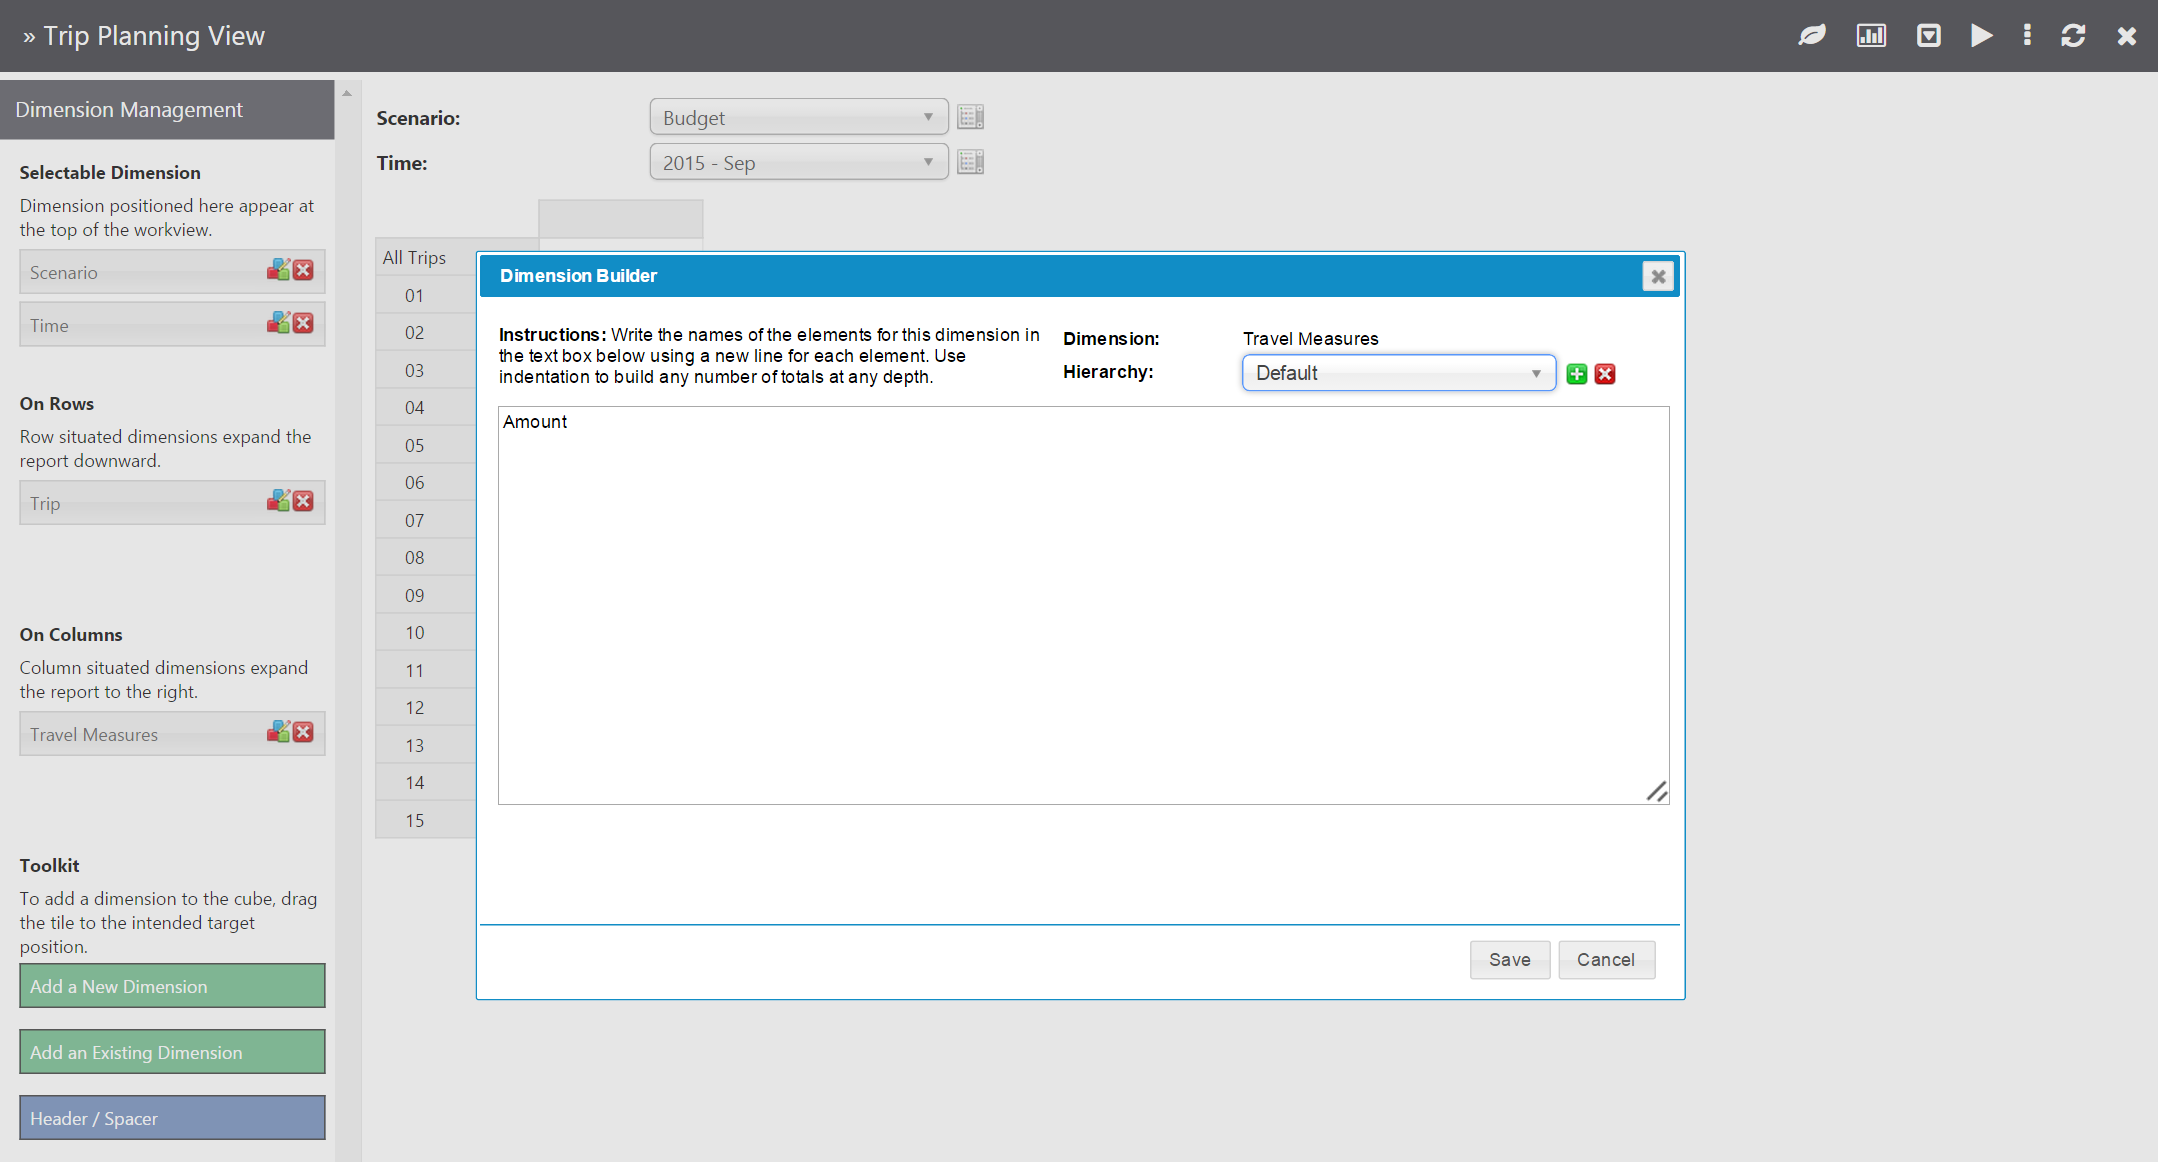 » Trip Planning View
Dimension Management
Selectable Dimension
Dimension positioned here appear at
the top of the workview.
Scenario
Time
On Rows
Row situated dimensions expand the
report downward.
Trip
On Columns
Column situated dimensions expand
the report to the right.
Travel Measures
Toolkit
To add a dimension to the cube, drag
the tile to the intended target
position.
Add a New Dimension
Add an Existing Dimension
Header / Spacer
Scenario: Budget
Time: 2015 - Sep
All Trips
01
02
03
04
05
06
07
08
09
10
11
12
13
14
15
Dimension Builder
Instructions: Write the names of the elements for this dimension in
the text box below using a new line for each element. Use
indentation to build any number of totals at any depth.
Dimension: Travel Measures
Hierarchy: Default
Amount
Save Cancel